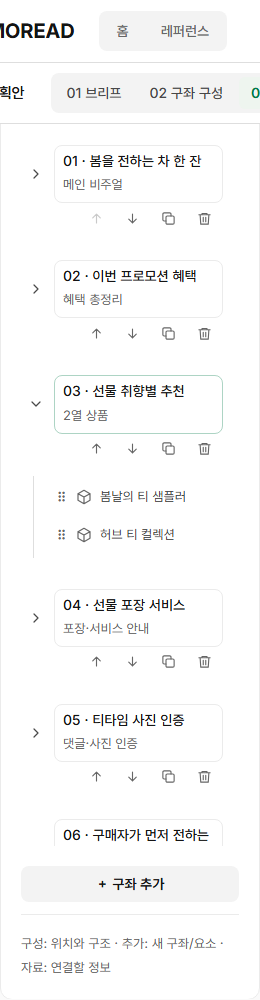 MOREAD 홈 레퍼런스
획안 01 브리프 02 구좌 구성 0
01 · 봄을 전하는 차 한 잔
메인 비주얼
02 · 이번 프로모션 혜택
혜택 총정리
03 · 선물 취향별 추천
2열 상품
봄날의 티 샘플러
허브 티 컬렉션
04 · 선물 포장 서비스
포장·서비스 안내
05 · 티타임 사진 인증
댓글·사진 인증
06 · 구매자가 먼저 전하는
+ 구좌 추가
구성: 위치와 구조 · 추가: 새 구좌/요소 ·
자료: 연결할 정보